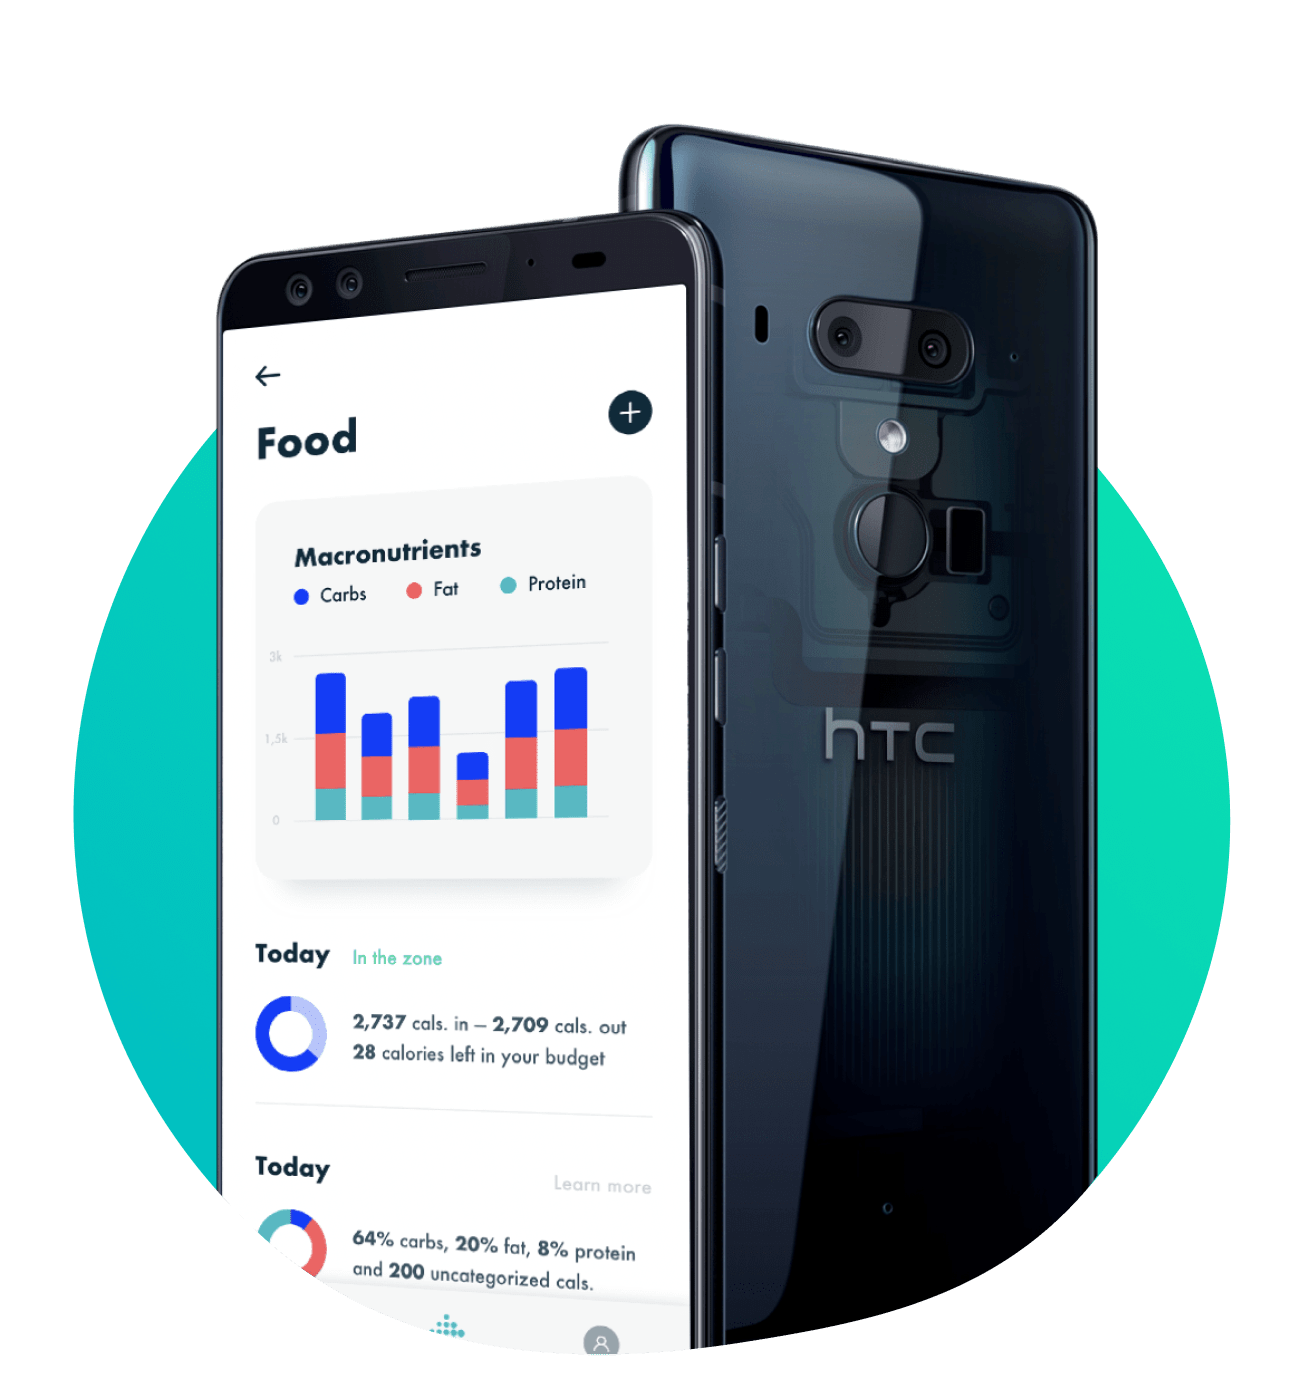 Food
Macronutrients
Carbs Fat Protein
3k
1,5k
0
Today In the zone
2,737 cals. in – 2,709 cals. out
28 calories left in your budget
Today Learn more
64% carbs, 20% fat, 8% protein
and 200 uncategorized cals.
hTC